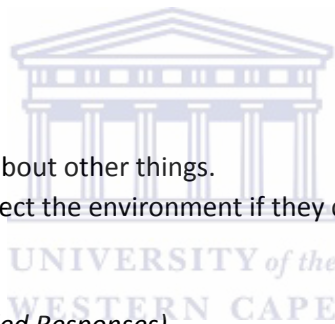 bout other things.
ect the environment if they
UNIVERSITY of the
WESTERN CAPE
ed Responses)